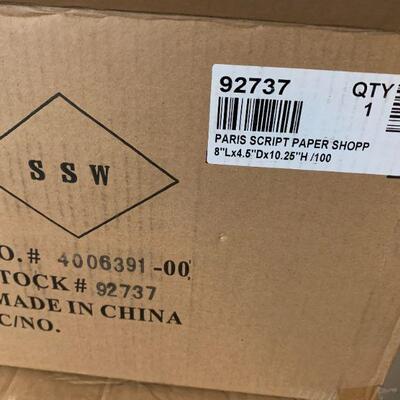 92737
QTY
1
PARIS SCRIPT PAPER SHOPP
8"Lx4.5"Dx10.25"H /100
SSW
O.# 4006391-00
STOCK# 92737
MADE IN CHINA
C/NO.